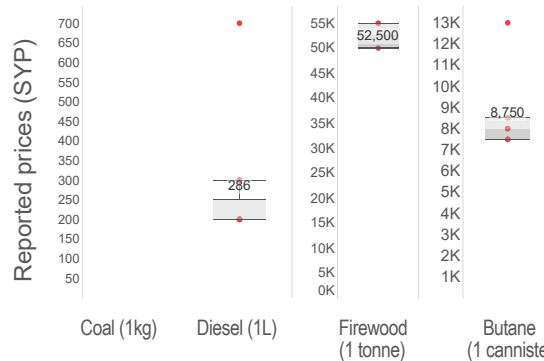 Reported prices (SYP)
700
650
600
550
500
450
400
350
300
250
200
150
100
50
286
55K
50K
45K
40K
35K
30K
25K
20K
15K
10K
5K
0K
52,500
13K
12K
11K
10K
9K
8K
7K
6K
5K
4K
3K
2K
1K
8,750
Coal (1kg)
Diesel (1L)
Firewood
(1 tonne)
Butane
(1 canniste